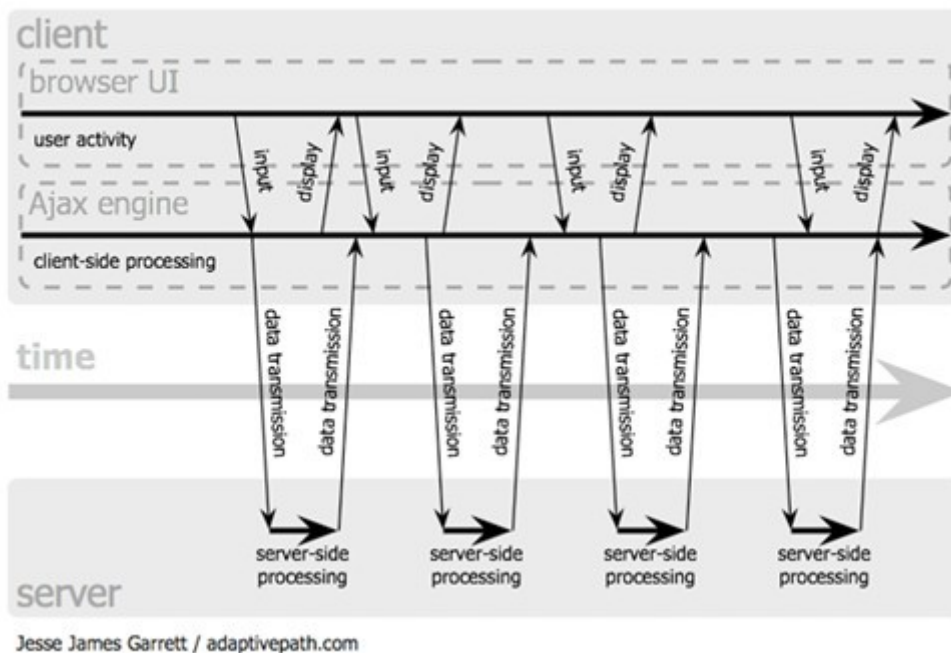 client
browser UI
user activity
input
display
input
display
input
display
input
display
Ajax engine
client-side processing
data transmission
data transmission
data transmission
data transmission
data transmission
data transmission
data transmission
data transmission
time
server-side
processing
server-side
processing
server-side
processing
server-side
processing
server
Jesse James Garrett / adaptivepath.com